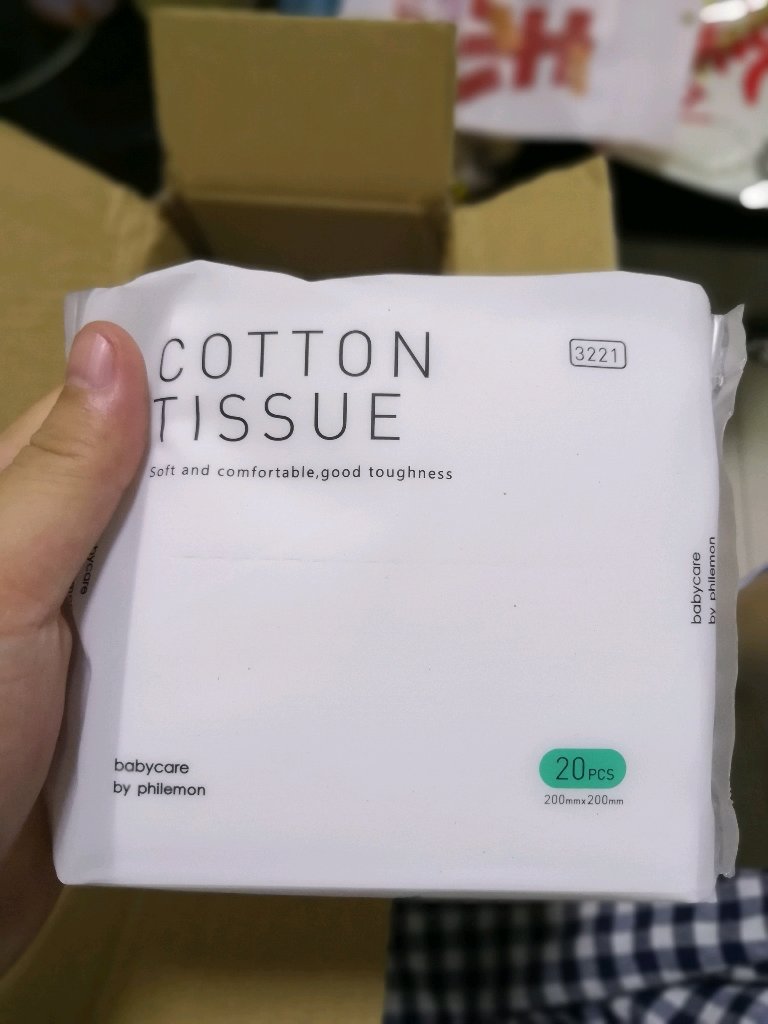 COTTON
TISSUE
3221
Soft and comfortable,good toughness
babycare
by philemon
babycare
by philemon
20PCS
200mmx200mm